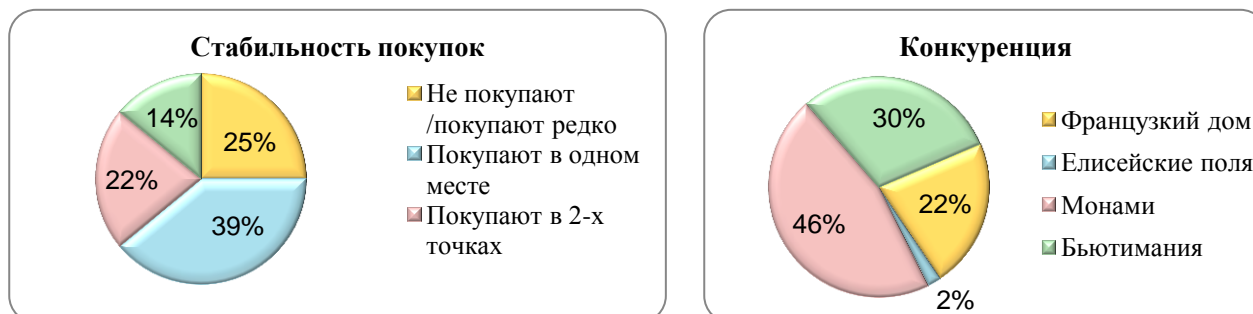 Стабильность покупок
14%
25%
22%
39%
Не покупают
/покупают редко
Покупают в одном
месте
Покупают в 2-х
точках
Конкуренция
30%
22%
46%
2%
Французкий дом
Елисейские поля
Монами
Бьютимания